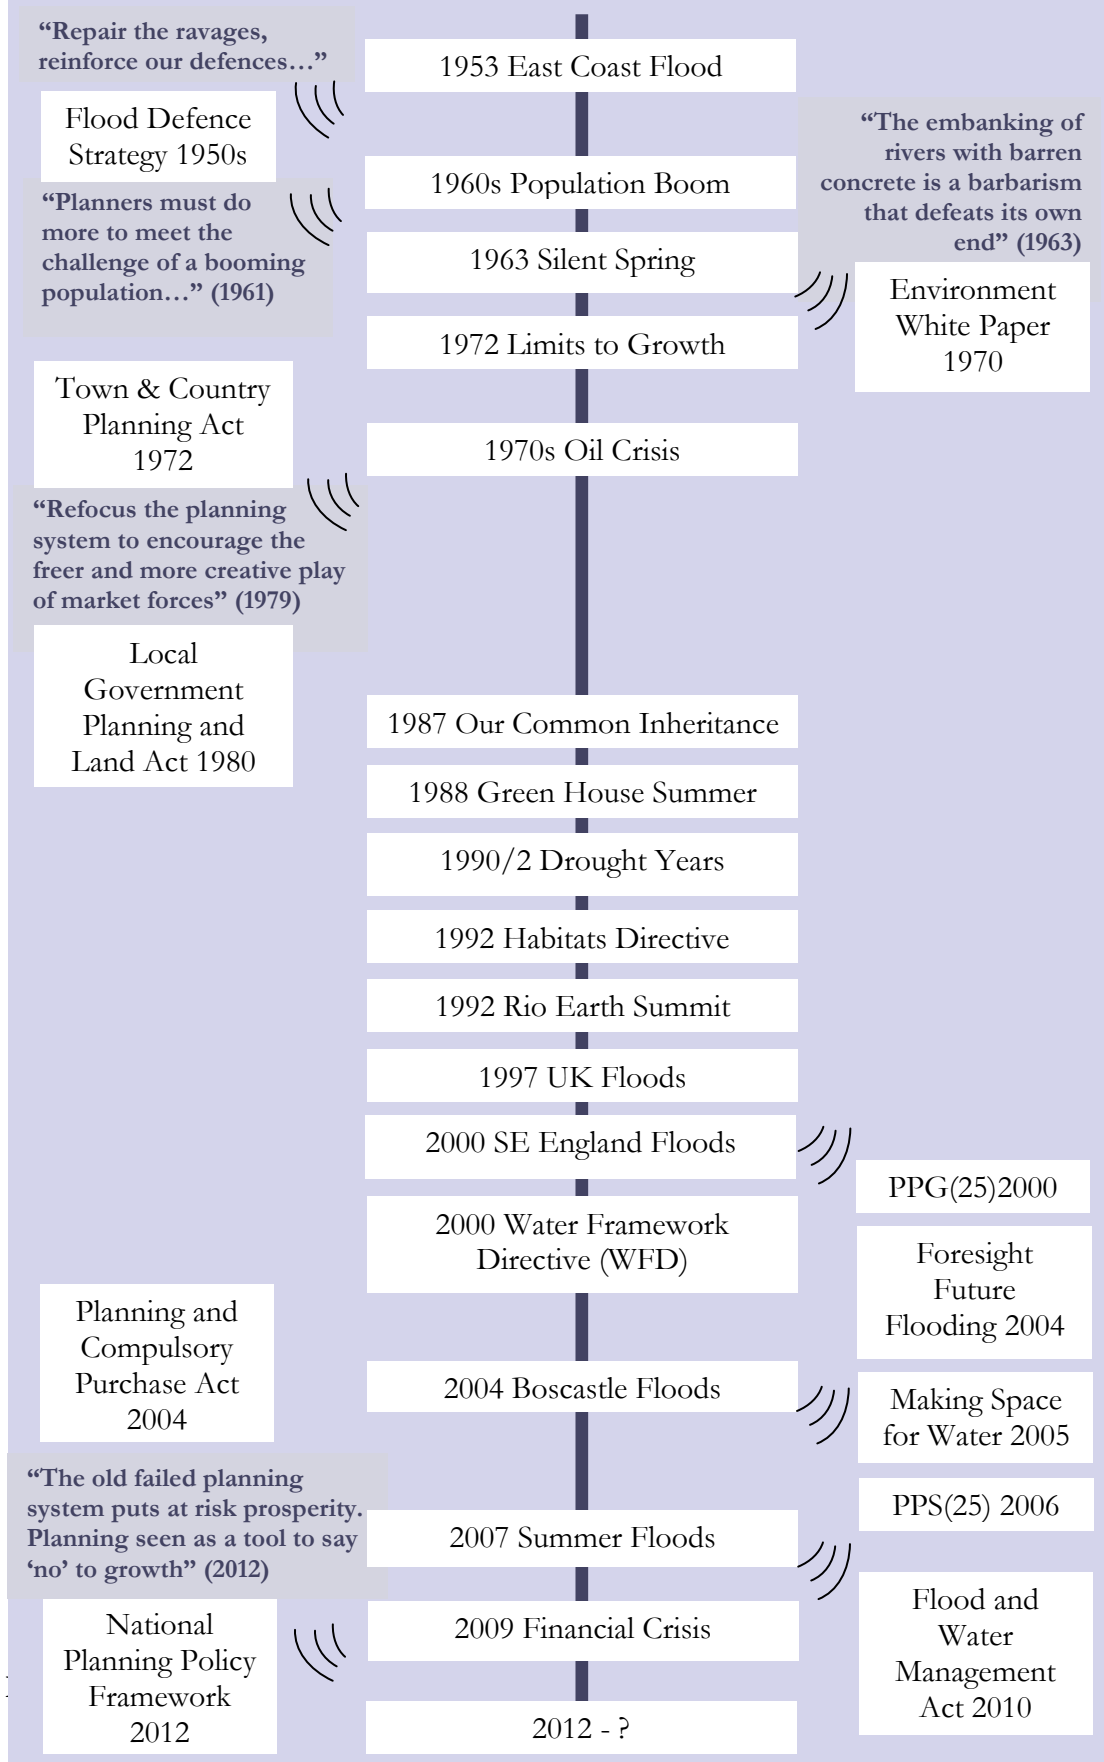 “Repair the ravages,
reinforce our defences…”
1953 East Coast Flood
Flood Defence
Strategy 1950s
“The embanking of
rivers with barren
concrete is a barbarism
that defeats its own
end” (1963)
1960s Population Boom
“Planners must do
more to meet the
challenge of a booming
population…” (1961)
1963 Silent Spring
Environment
White Paper
1970
1972 Limits to Growth
Town & Country
Planning Act
1972
1970s Oil Crisis
“Refocus the planning
system to encourage the
freer and more creative play
of market forces” (1979)
Local
Government
Planning and
Land Act 1980
1987 Our Common Inheritance
1988 Green House Summer
1990/2 Drought Years
1992 Habitats Directive
1992 Rio Earth Summit
1997 UK Floods
2000 SE England Floods
PPG(25)2000
2000 Water Framework
Directive (WFD)
Foresight
Future
Flooding 2004
Planning and
Compulsory
Purchase Act
2004
2004 Boscastle Floods
Making Space
for Water 2005
“The old failed planning
system puts at risk prosperity.
Planning seen as a tool to say
‘no’ to growth” (2012)
PPS(25) 2006
2007 Summer Floods
Flood and
Water
Management
Act 2010
National
Planning Policy
Framework
2012
2009 Financial Crisis
2012 - ?